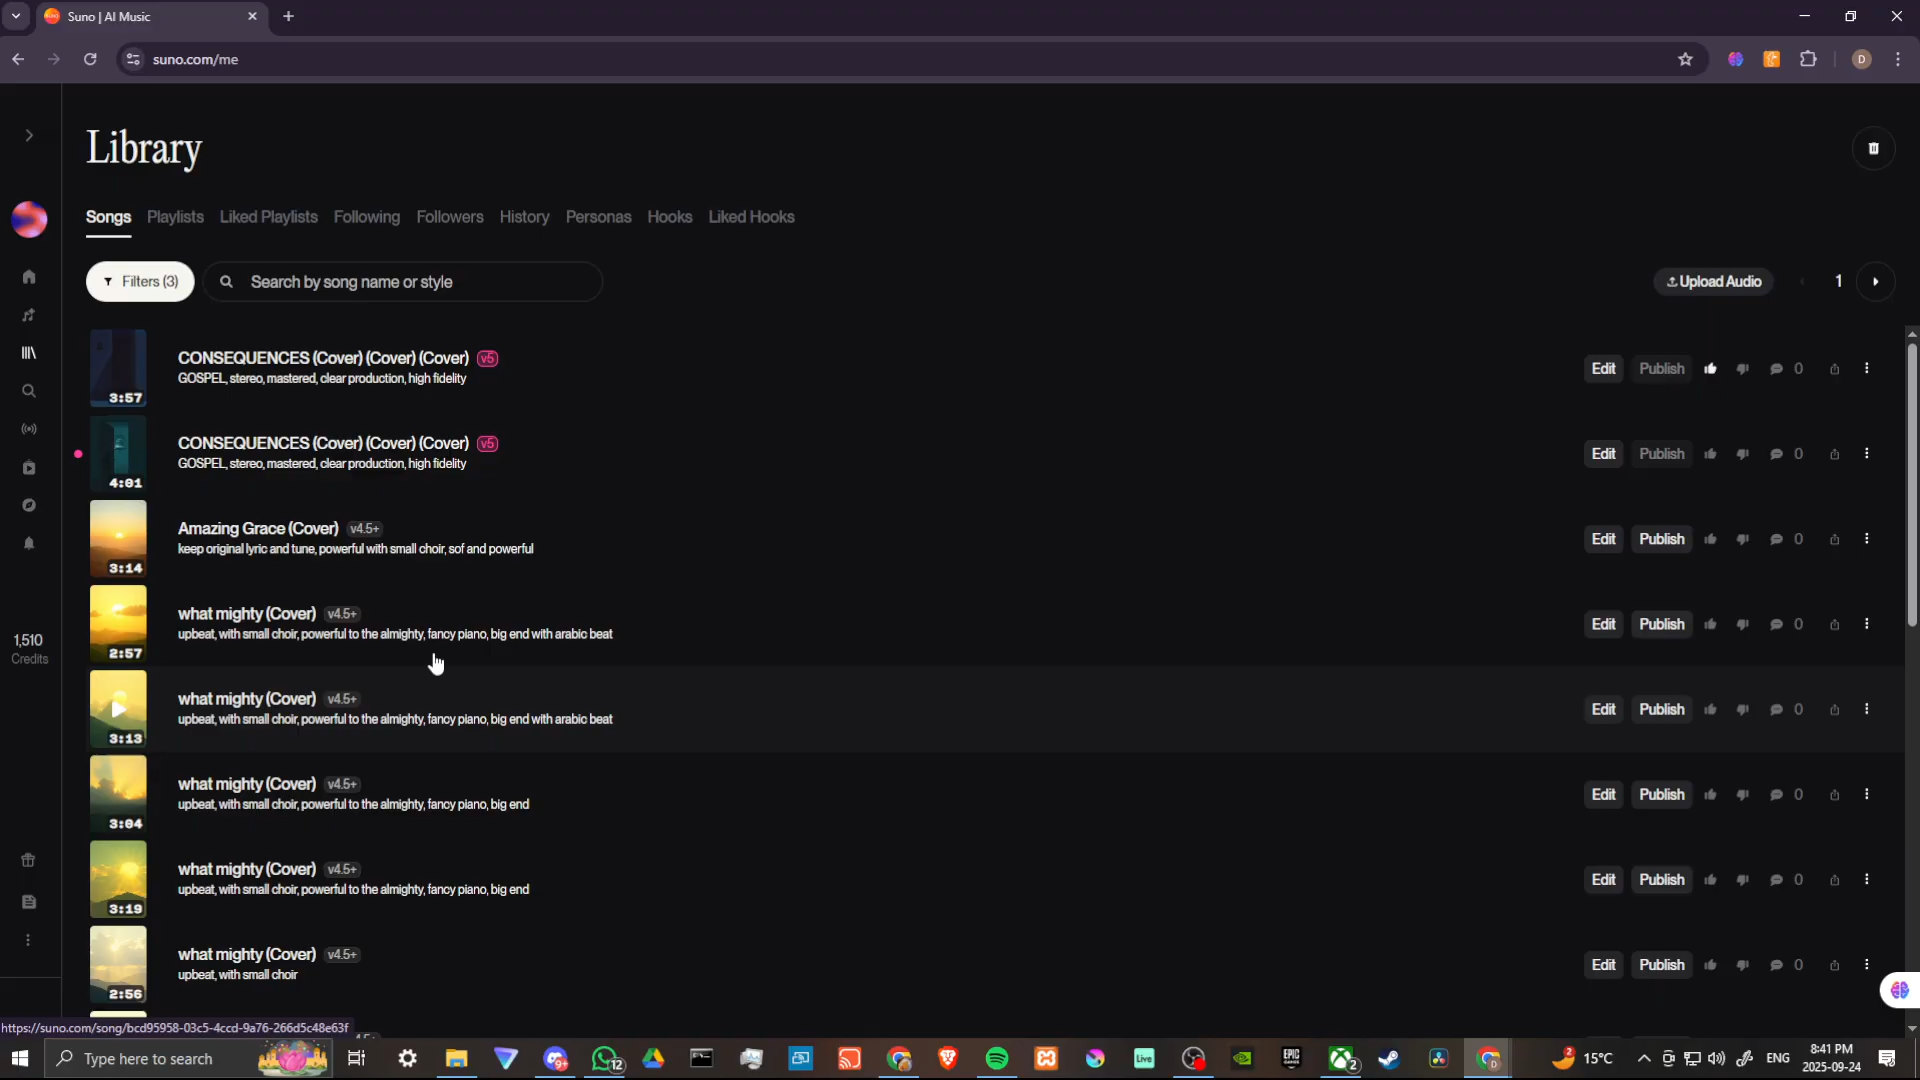 Suno | AI Music
suno.com/me
D
Library
Songs Playlists Liked Playlists Following Followers History Personas Hooks Liked Hooks
Filters (3) Search by song name or style Upload Audio 1
CONSEQUENCES (Cover) (Cover) (Cover) v5
GOSPEL, stereo, mastered, clear production, high fidelity
3:57
Edit Publish 0
CONSEQUENCES (Cover) (Cover) (Cover) v5
GOSPEL, stereo, mastered, clear production, high fidelity
4:01
Edit Publish 0
Amazing Grace (Cover) v4.5+
keep original lyric and tune, powerful with small choir, sof and powerful
3:14
Edit Publish 0
what mighty (Cover) v4.5+
upbeat, with small choir, powerful to the almighty, fancy piano, big end with arabic beat
2:57
Edit Publish 0
1,510
Credits
what mighty (Cover) v4.5+
upbeat, with small choir, powerful to the almighty, fancy piano, big end with arabic beat
3:13
Edit Publish 0
what mighty (Cover) v4.5+
upbeat, with small choir, powerful to the almighty, fancy piano, big end
3:04
Edit Publish 0
what mighty (Cover) v4.5+
upbeat, with small choir, powerful to the almighty, fancy piano, big end
3:19
Edit Publish 0
what mighty (Cover) v4.5+
upbeat, with small choir
2:56
Edit Publish 0
https://suno.com/song/bcd95958-03c5-4ccd-9a76-266d5c48e63f
Type here to search
9+
12
Live
EPIC GAMES
2
2
15°C
ENG
8:41 PM
2025-09-24